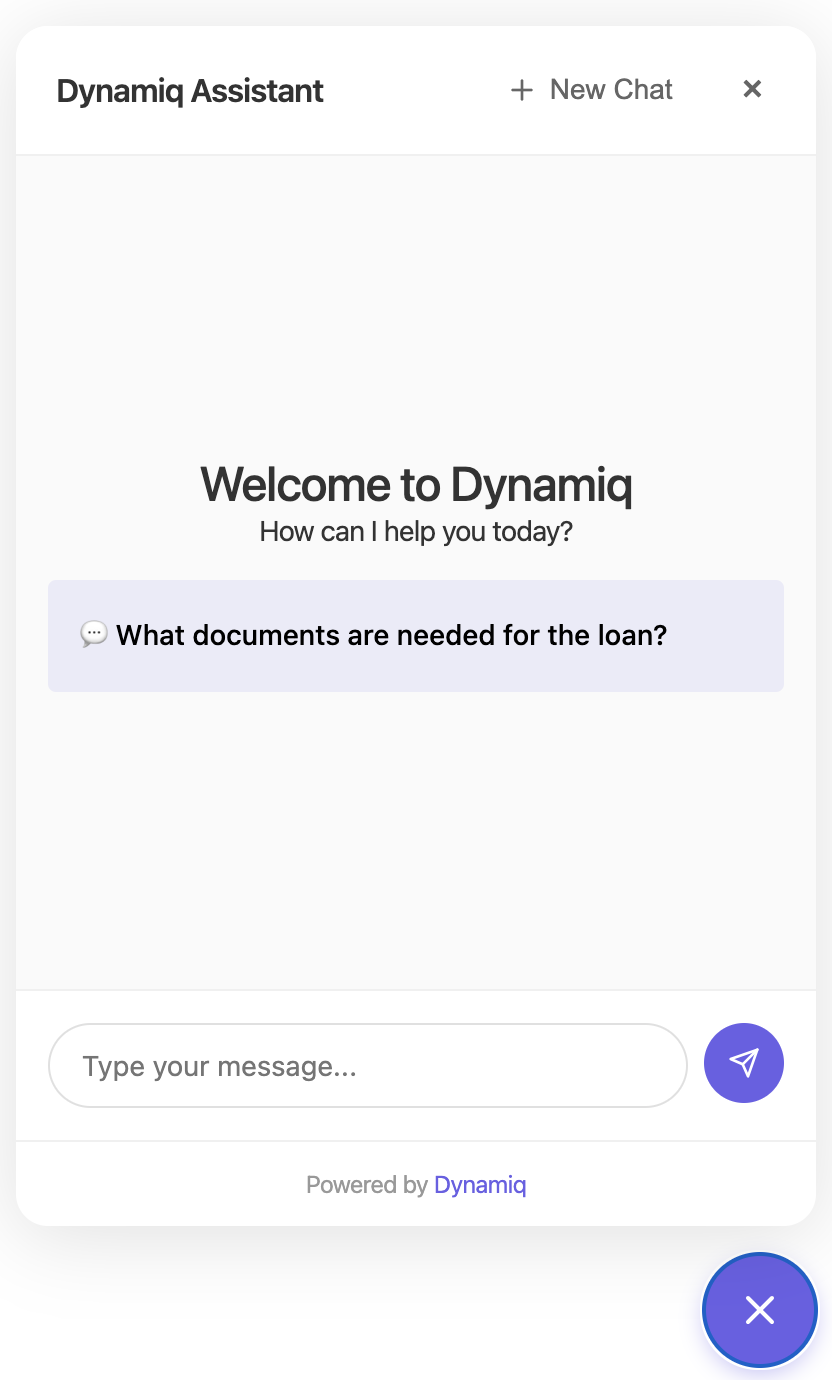 Dynamiq Assistant
+ New Chat
×
Welcome to Dynamiq
How can I help you today?
💬 What documents are needed for the loan?
Type your message...
Powered by Dynamiq